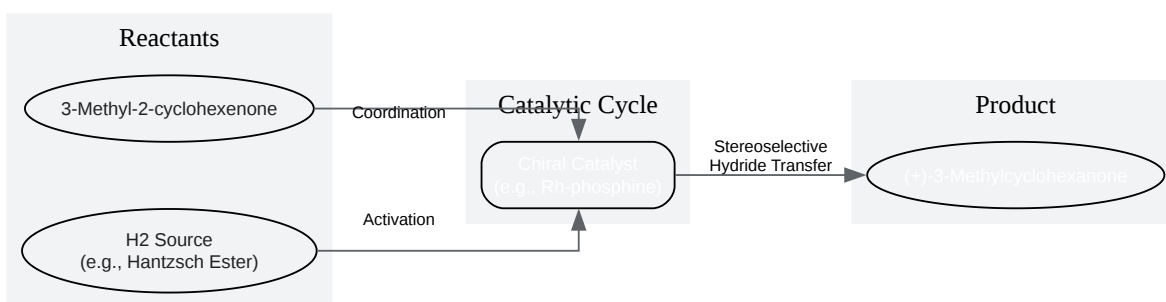 Reactants
3-Methyl-2-cyclohexenone
Coordination
H2 Source
(e.g., Hantzsch Ester)
Activation
Catalytic Cycle
Chiral Catalyst
(e.g., Rh-phosphine)
Stereoselective
Hydride Transfer
Product
(+)-3-Methylcyclohexanone